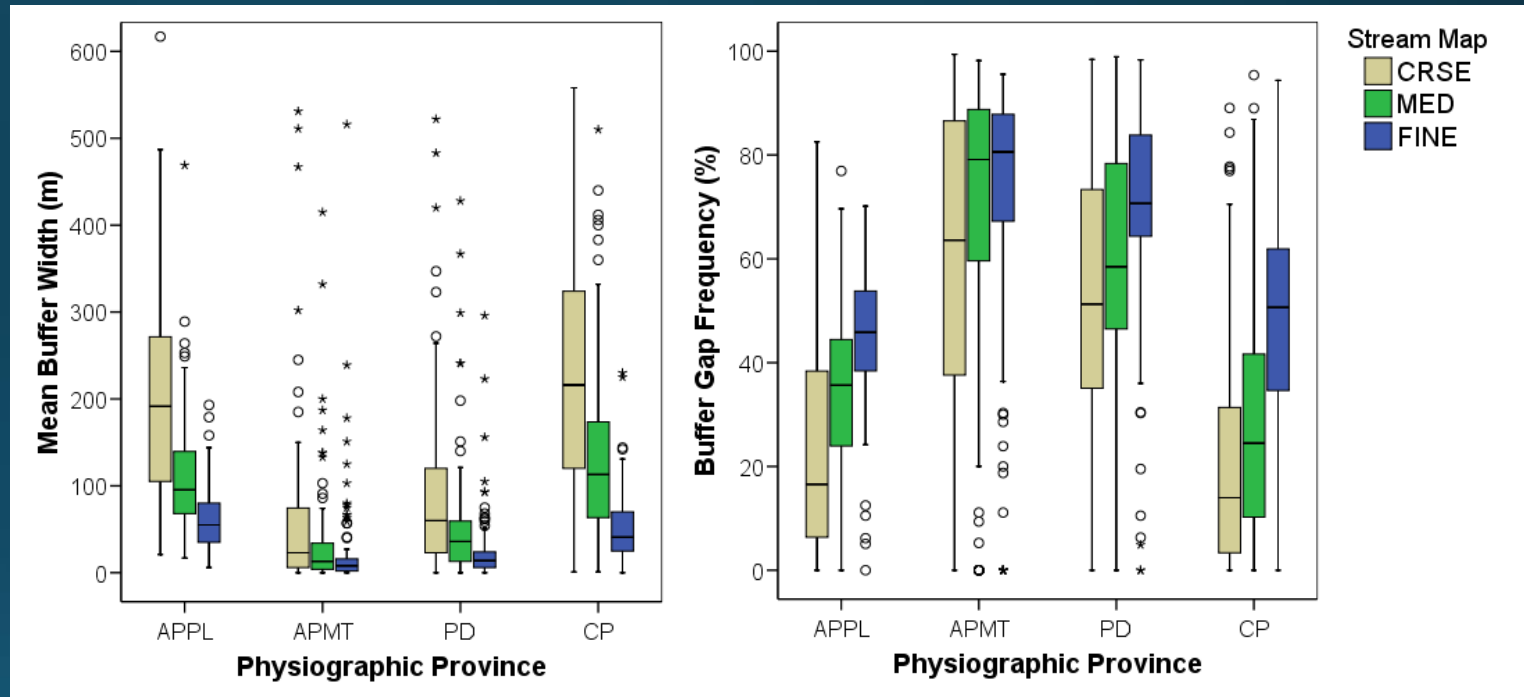 Mean Buffer Width (m)
600
500
400
300
200
100
0
APPL APMT PD CP
Physiographic Province
Buffer Gap Frequency (%)
100
80
60
40
20
0
APPL APMT PD CP
Physiographic Province
Stream Map
CRSE
MED
FINE